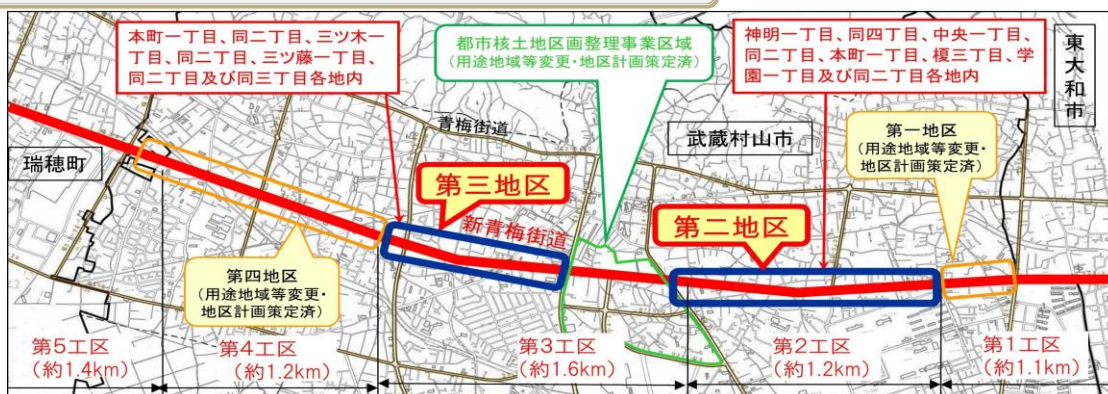 本町一丁目、同二丁目、三ツ木一
丁目、同二丁目、三ツ藤一丁目、
同二丁目及び同三丁目各地内
都市核土地区画整理事業区域
(用途地域等変更・地区計画策定済)
神明一丁目、同四丁目、中央一丁目、
同二丁目、本町一丁目、榎三丁目、学
園一丁目及び同二丁目各地内
東大和市
青梅街道
武蔵村山市
第一地区
(用途地域等変更・
地区計画策定済)
瑞穂町
第三地区
新青梅街道
第二地区
第四地区
(用途地域等変更・
地区計画策定済)
第5工区
(約1.4km)
第4工区
(約1.2km)
第3工区
(約1.6km)
第2工区
(約1.2km)
第1工区
(約1.1km)